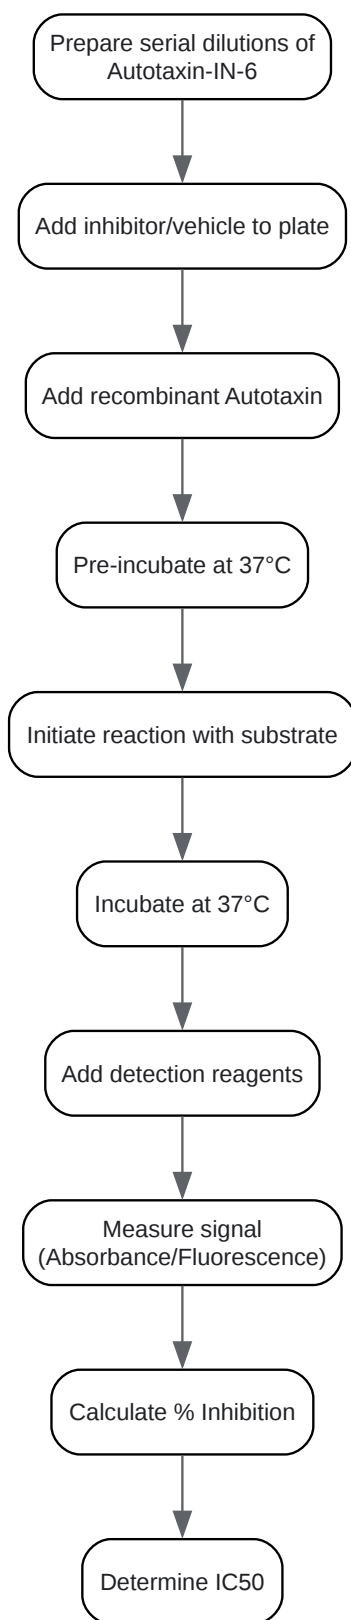 Prepare serial dilutions of
Autotaxin-IN-6
Add inhibitor/vehicle to plate
Add recombinant Autotaxin
Pre-incubate at 37°C
Initiate reaction with substrate
Incubate at 37°C
Add detection reagents
Measure signal
(Absorbance/Fluorescence)
Calculate % Inhibition
Determine IC50